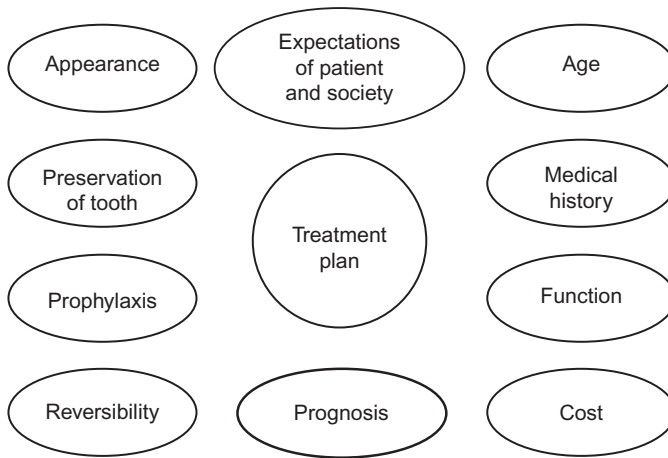 Appearance
Expectations
of patient
and society
Age
Preservation
of tooth
Treatment
plan
Medical
history
Prophylaxis
Function
Reversibility
Prognosis
Cost